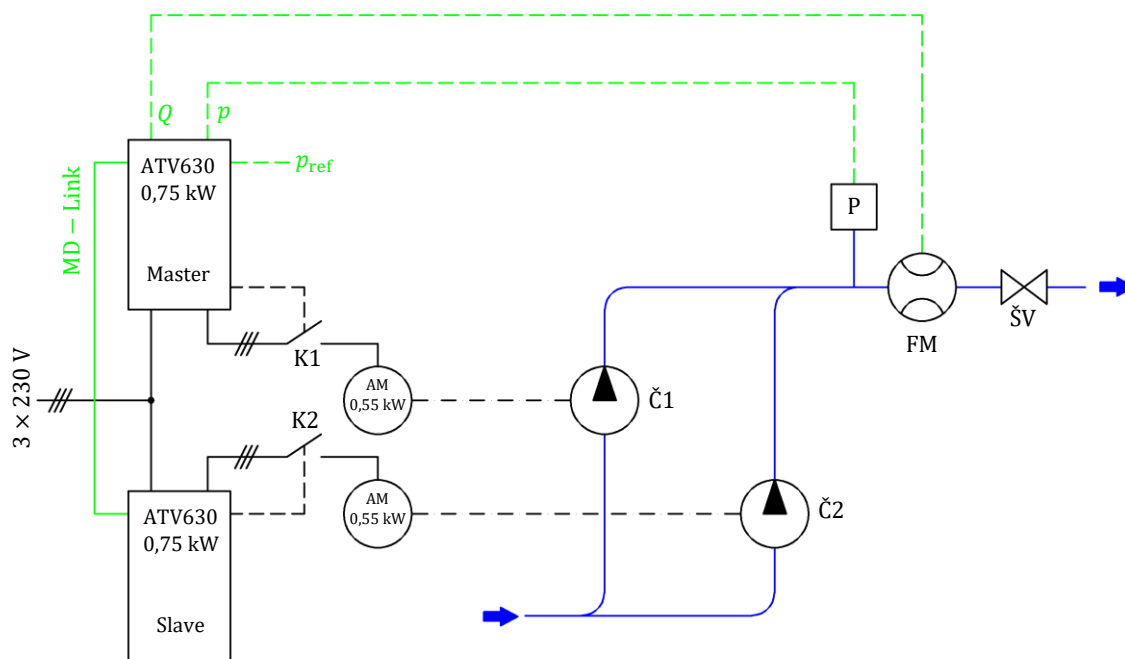 Q
p
ATV630
0,75 kW
Master
p_ref
MD – Link
3 × 230 V
K1
AM
0,55 kW
K2
AM
0,55 kW
ATV630
0,75 kW
Slave
Č1
Č2
P
FM
ŠV